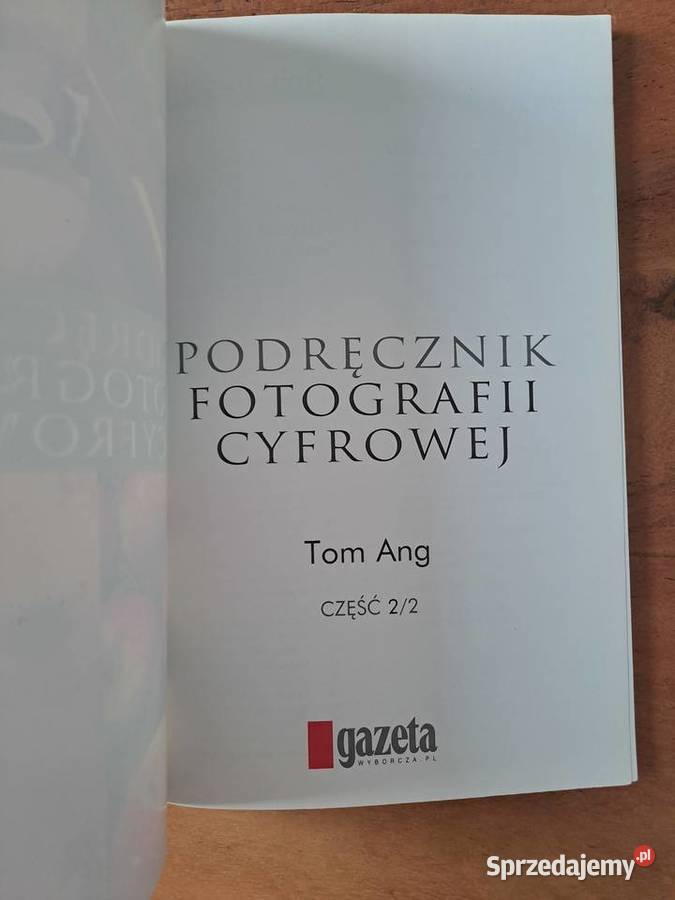 PODRĘCZNIK
FOTOGRAFII
CYFROWEJ
Tom Ang
CZĘŚĆ 2/2
gazeta
WYBORCZA.PL
Sprzedajemy.pl